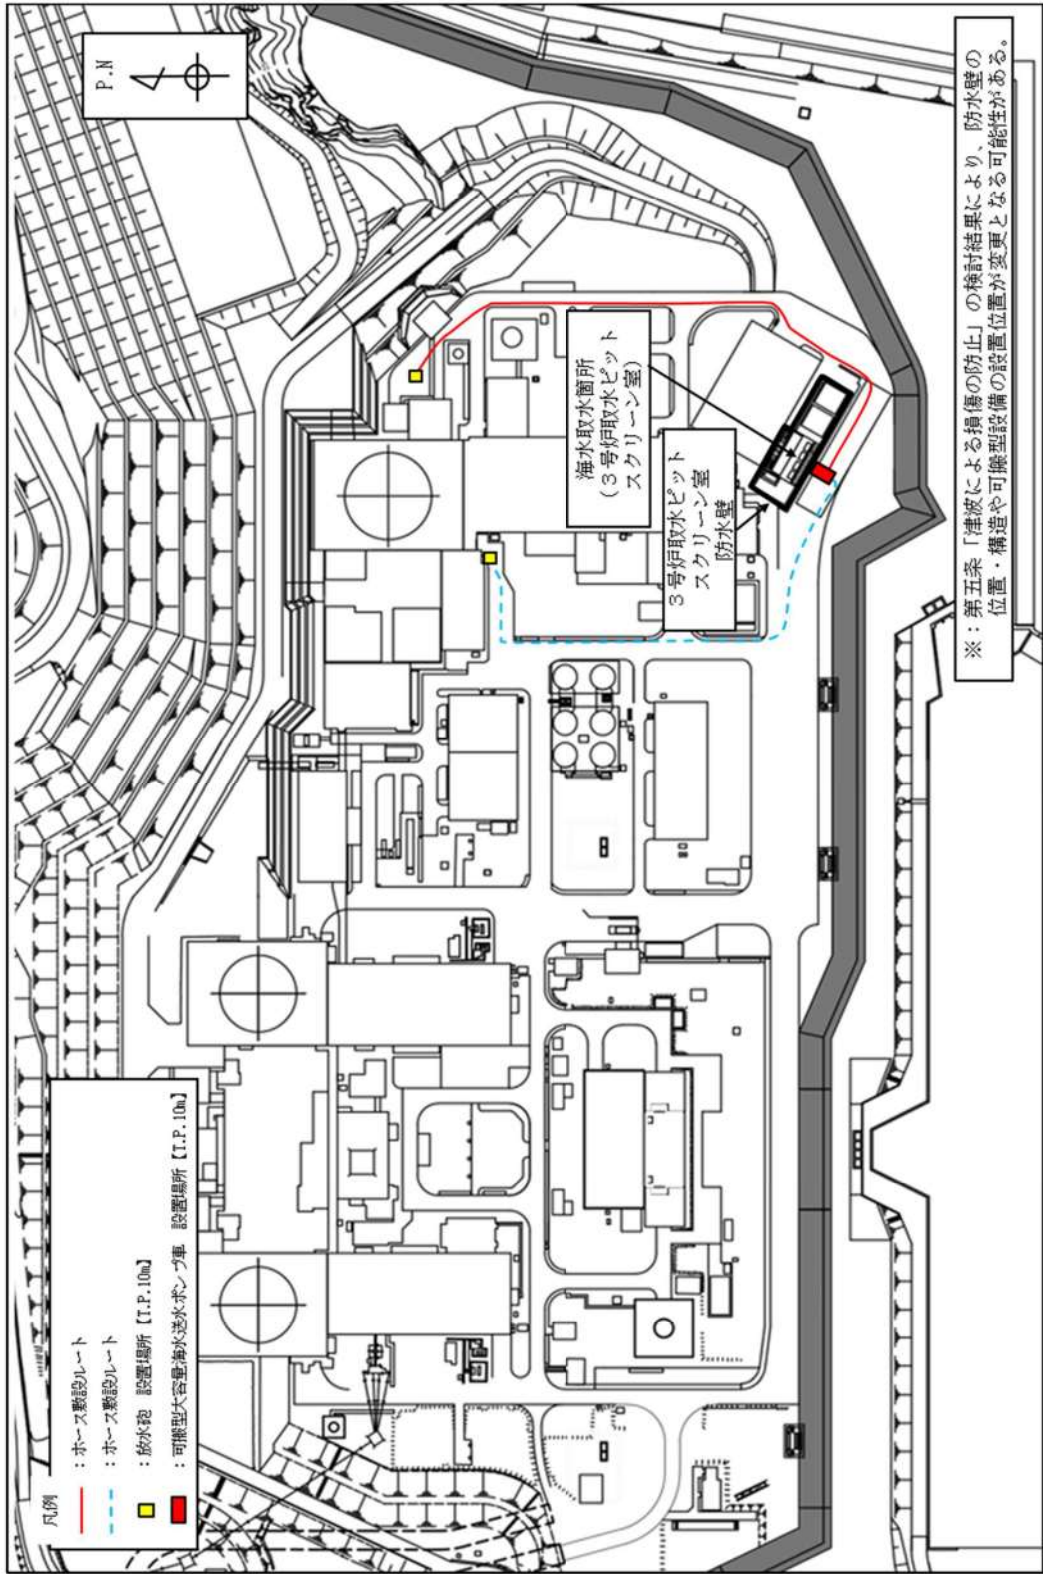 凡例
：ホース敷設ルート
：ホース敷設ルート
：放水砲　設置場所【T.P.10m】
：可搬型大容量海水送水ポンプ車　設置場所【T.P.10m】
P.N
海水取水箇所
（3号炉取水ピット
スクリーン室）
3号炉取水ピット
スクリーン室
防水壁
※：第五条「津波による損傷の防止」の検討結果により、防水壁の
位置・構造や可搬型設備の設置位置が変更となる可能性がある。